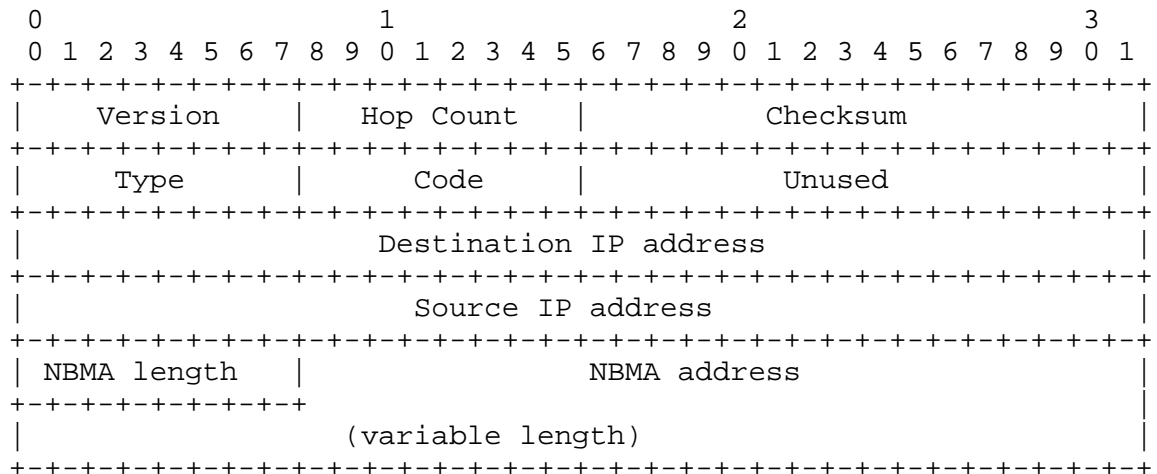 0                   1                   2                   3
 0 1 2 3 4 5 6 7 8 9 0 1 2 3 4 5 6 7 8 9 0 1 2 3 4 5 6 7 8 9 0 1
+-+-+-+-+-+-+-+-+-+-+-+-+-+-+-+-+-+-+-+-+-+-+-+-+-+-+-+-+-+-+-+-+
|    Version    |   Hop Count   |          Checksum             |
+-+-+-+-+-+-+-+-+-+-+-+-+-+-+-+-+-+-+-+-+-+-+-+-+-+-+-+-+-+-+-+-+
|     Type      |      Code     |           Unused              |
+-+-+-+-+-+-+-+-+-+-+-+-+-+-+-+-+-+-+-+-+-+-+-+-+-+-+-+-+-+-+-+-+
|                    Destination IP address                     |
+-+-+-+-+-+-+-+-+-+-+-+-+-+-+-+-+-+-+-+-+-+-+-+-+-+-+-+-+-+-+-+-+
|                      Source IP address                        |
+-+-+-+-+-+-+-+-+-+-+-+-+-+-+-+-+-+-+-+-+-+-+-+-+-+-+-+-+-+-+-+-+
| NBMA length   |                NBMA address                   |
+-+-+-+-+-+-+-+-+                                               |
|                  (variable length)                            |
+-+-+-+-+-+-+-+-+-+-+-+-+-+-+-+-+-+-+-+-+-+-+-+-+-+-+-+-+-+-+-+-+